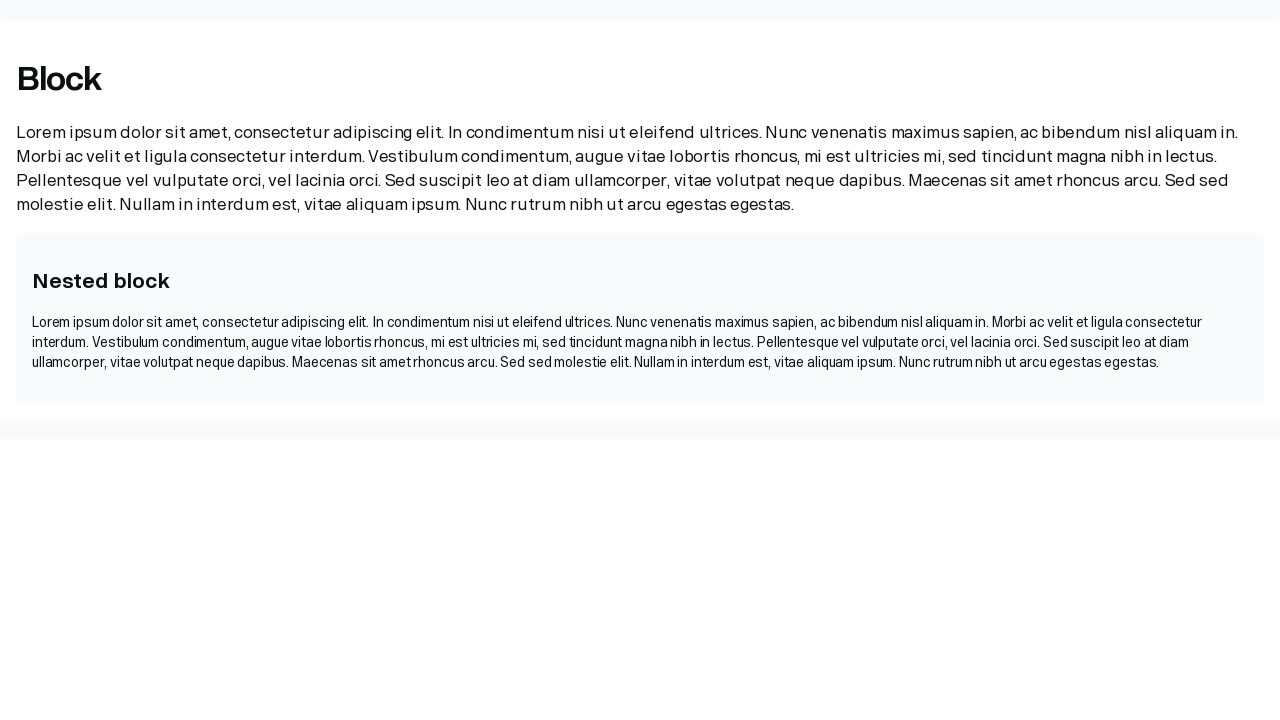 Block
Lorem ipsum dolor sit amet, consectetur adipiscing elit. In condimentum nisi ut eleifend ultrices. Nunc venenatis maximus sapien, ac bibendum nisl aliquam in.
Morbi ac velit et ligula consectetur interdum. Vestibulum condimentum, augue vitae lobortis rhoncus, mi est ultricies mi, sed tincidunt magna nibh in lectus.
Pellentesque vel vulputate orci, vel lacinia orci. Sed suscipit leo at diam ullamcorper, vitae volutpat neque dapibus. Maecenas sit amet rhoncus arcu. Sed sed
molestie elit. Nullam in interdum est, vitae aliquam ipsum. Nunc rutrum nibh ut arcu egestas egestas.
Nested block
Lorem ipsum dolor sit amet, consectetur adipiscing elit. In condimentum nisi ut eleifend ultrices. Nunc venenatis maximus sapien, ac bibendum nisl aliquam in. Morbi ac velit et ligula consectetur
interdum. Vestibulum condimentum, augue vitae lobortis rhoncus, mi est ultricies mi, sed tincidunt magna nibh in lectus. Pellentesque vel vulputate orci, vel lacinia orci. Sed suscipit leo at diam
ullamcorper, vitae volutpat neque dapibus. Maecenas sit amet rhoncus arcu. Sed sed molestie elit. Nullam in interdum est, vitae aliquam ipsum. Nunc rutrum nibh ut arcu egestas egestas.